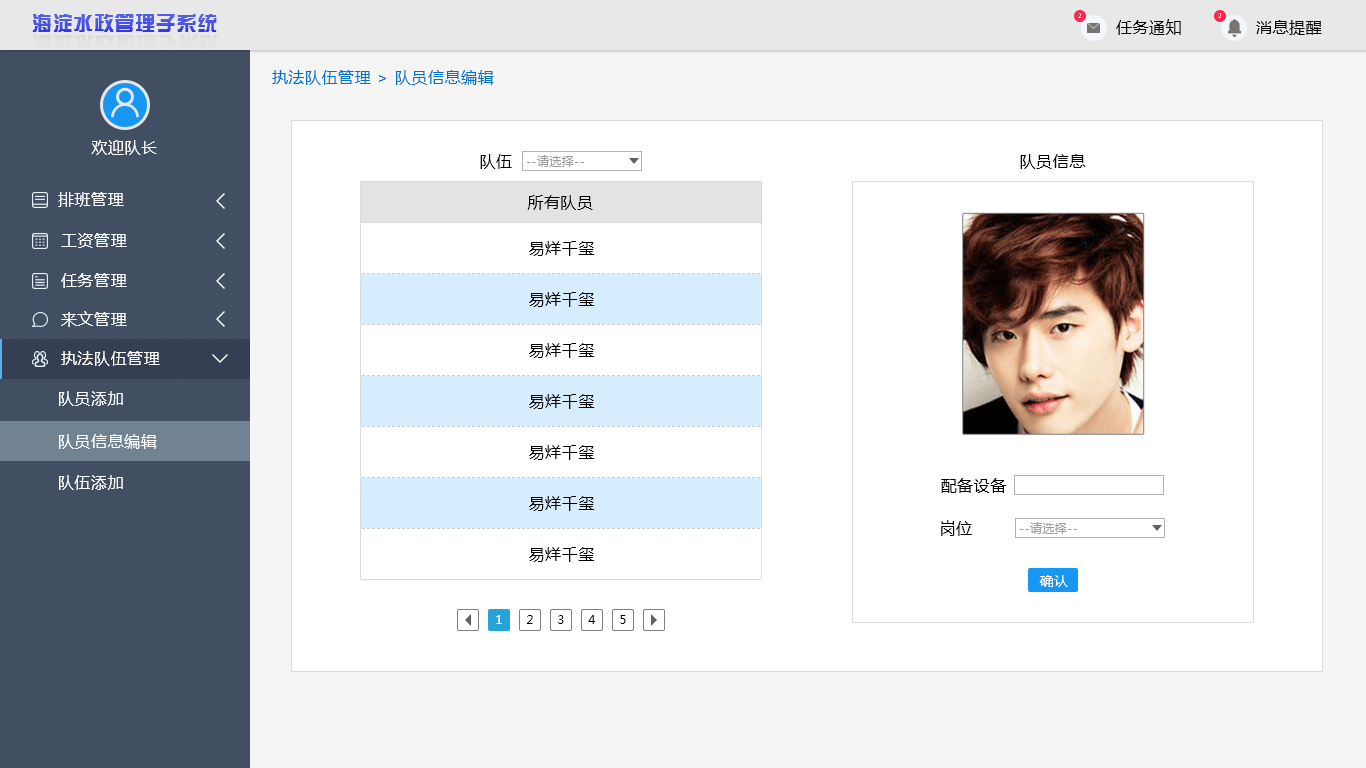 海淀水政管理子系统
2
任务通知
2
消息提醒
欢迎队长
排班管理
工资管理
任务管理
来文管理
执法队伍管理
队员添加
队员信息编辑
队伍添加
执法队伍管理 > 队员信息编辑
队伍 --请选择--
所有队员
易烊千玺
易烊千玺
易烊千玺
易烊千玺
易烊千玺
易烊千玺
易烊千玺
1 2 3 4 5
队员信息
配备设备
岗位 --请选择--
确认